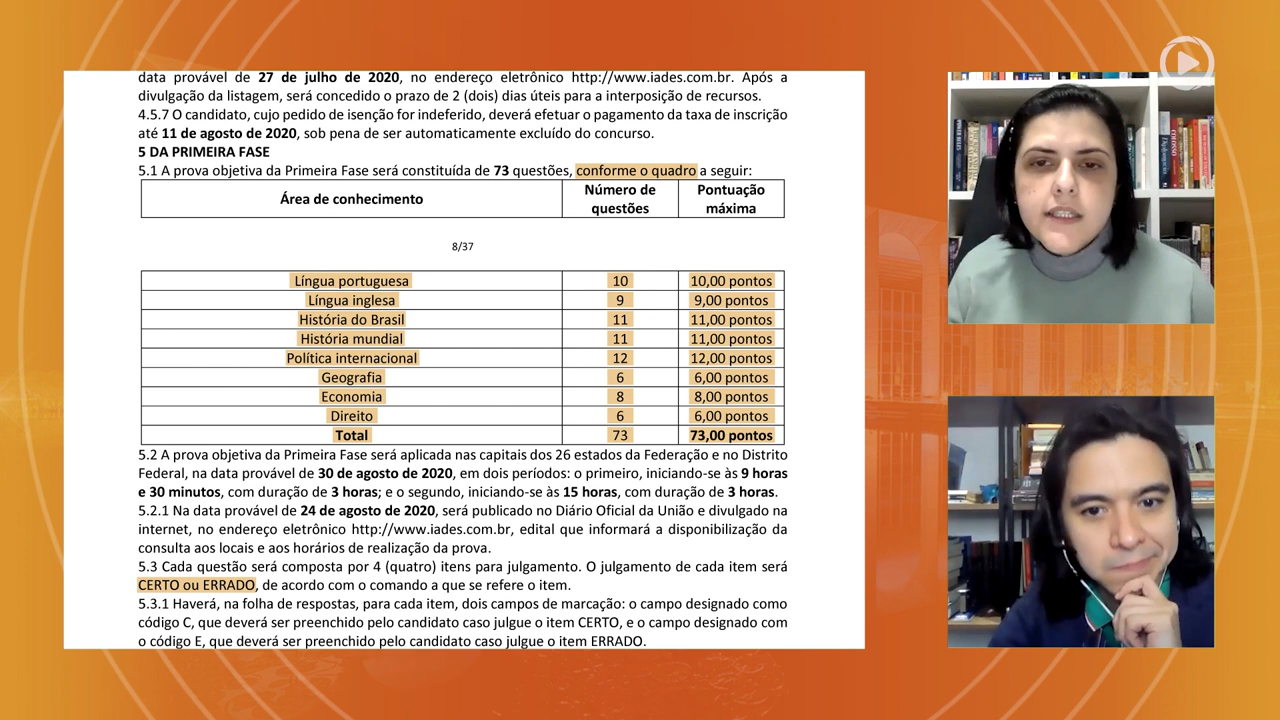 data provável de 27 de julho de 2020, no endereço eletrônico http://www.iades.com.br. Após a
divulgação da listagem, será concedido o prazo de 2 (dois) dias úteis para a interposição de recursos.
4.5.7 O candidato, cujo pedido de isenção for indeferido, deverá efetuar o pagamento da taxa de inscrição
até 11 de agosto de 2020, sob pena de ser automaticamente excluído do concurso.
5 DA PRIMEIRA FASE
5.1 A prova objetiva da Primeira Fase será constituída de 73 questões, conforme o quadro a seguir:
Área de conhecimento Número de questões Pontuação máxima
8/37
Língua portuguesa 10 10,00 pontos
Língua inglesa 9 9,00 pontos
História do Brasil 11 11,00 pontos
História mundial 11 11,00 pontos
Política internacional 12 12,00 pontos
Geografia 6 6,00 pontos
Economia 8 8,00 pontos
Direito 6 6,00 pontos
Total 73 73,00 pontos
5.2 A prova objetiva da Primeira Fase será aplicada nas capitais dos 26 estados da Federação e no Distrito
Federal, na data provável de 30 de agosto de 2020, em dois períodos: o primeiro, iniciando-se às 9 horas
e 30 minutos, com duração de 3 horas; e o segundo, iniciando-se às 15 horas, com duração de 3 horas.
5.2.1 Na data provável de 24 de agosto de 2020, será publicado no Diário Oficial da União e divulgado na
internet, no endereço eletrônico http://www.iades.com.br, edital que informará a disponibilização da
consulta aos locais e aos horários de realização da prova.
5.3 Cada questão será composta por 4 (quatro) itens para julgamento. O julgamento de cada item será
CERTO ou ERRADO, de acordo com o comando a que se refere o item.
5.3.1 Haverá, na folha de respostas, para cada item, dois campos de marcação: o campo designado como
código C, que deverá ser preenchido pelo candidato caso julgue o item CERTO, e o campo designado com
o código E, que deverá ser preenchido pelo candidato caso julgue o item ERRADO.